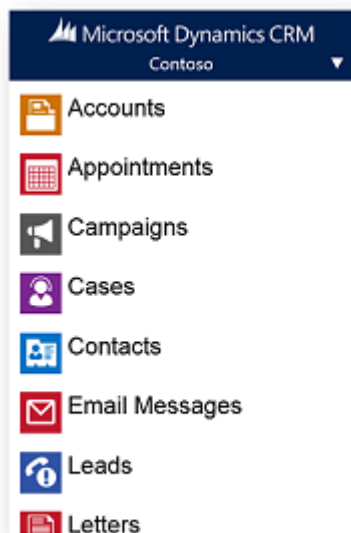 Microsoft Dynamics CRM
Contoso
Accounts
Appointments
Campaigns
Cases
Contacts
Email Messages
Leads
Letters